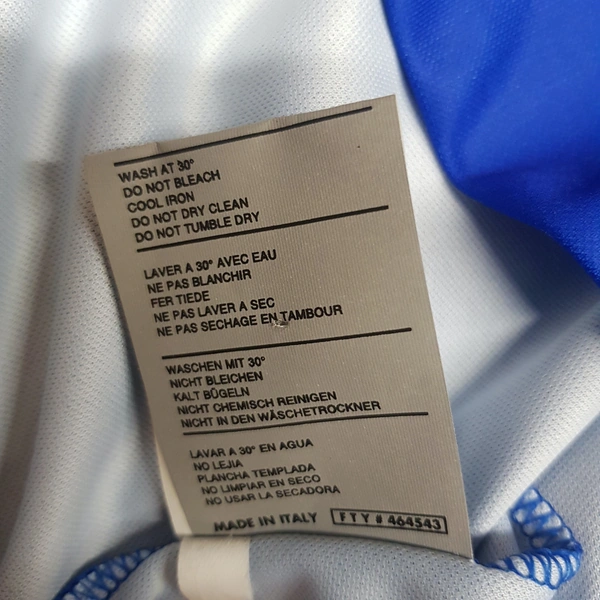 WASH AT 30°
DO NOT BLEACH
COOL IRON
DO NOT DRY CLEAN
DO NOT TUMBLE DRY
LAVER A 30° AVEC EAU
NE PAS BLANCHIR
FER TIEDE
NE PAS LAVER A SEC
NE PAS SECHAGE EN TAMBOUR
WASCHEN MIT 30°
NICHT BLEICHEN
KALT BÜGELN
NICHT CHEMISCH REINIGEN
NICHT IN DEN WÄSCHETROCKNER
LAVAR A 30° EN AGUA
NO LEJIA
PLANCHA TEMPLADA
NO LIMPIAR EN SECO
NO USAR LA SECADORA
MADE IN ITALY FTY # 464543